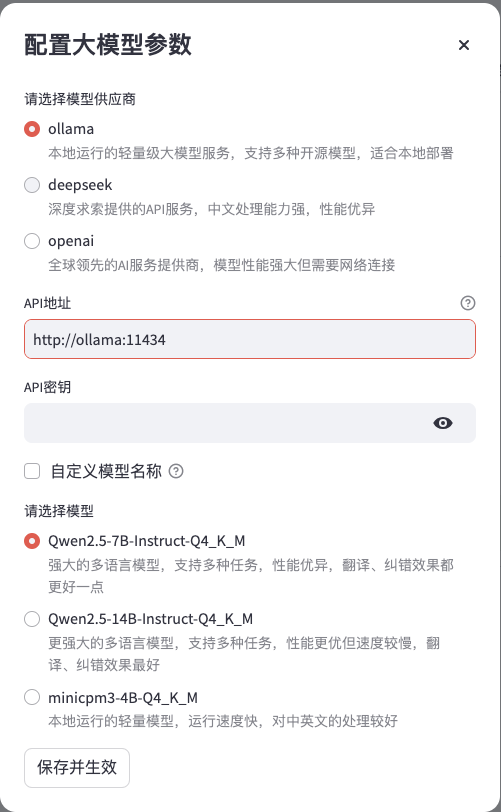 配置大模型参数
请选择模型供应商
ollama
本地运行的轻量级大模型服务，支持多种开源模型，适合本地部署
deepseek
深度求索提供的API服务，中文处理能力强，性能优异
openai
全球领先的AI服务提供商，模型性能强大但需要网络连接
API地址
http://ollama:11434
API密钥
自定义模型名称
请选择模型
Qwen2.5-7B-Instruct-Q4_K_M
强大的多语言模型，支持多种任务，性能优异，翻译、纠错效果都
更好一点
Qwen2.5-14B-Instruct-Q4_K_M
更强大的多语言模型，支持多种任务，性能更优但速度较慢，翻
译、纠错效果最好
minicpm3-4B-Q4_K_M
本地运行的轻量模型，运行速度快，对中英文的处理较好
保存并生效